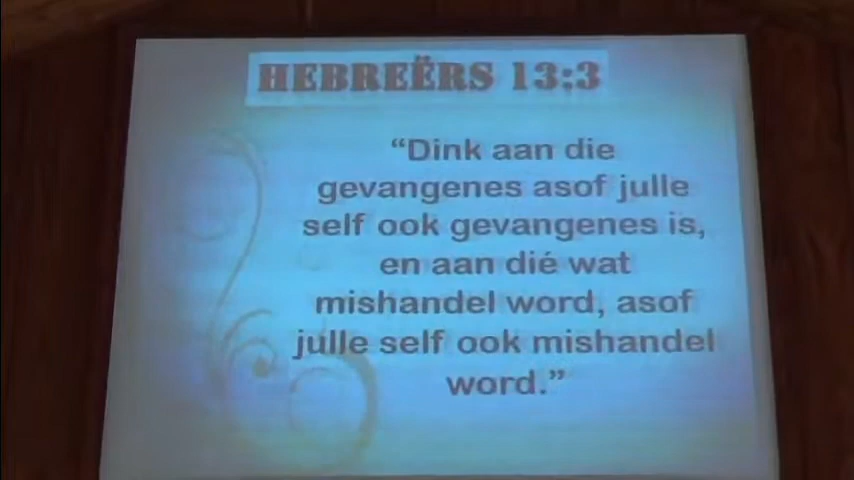 HEBREËRS 13:3
“Dink aan die
gevangenes asof julle
self ook gevangenes is,
en aan dié wat
mishandel word, asof
julle self ook mishandel
word.”